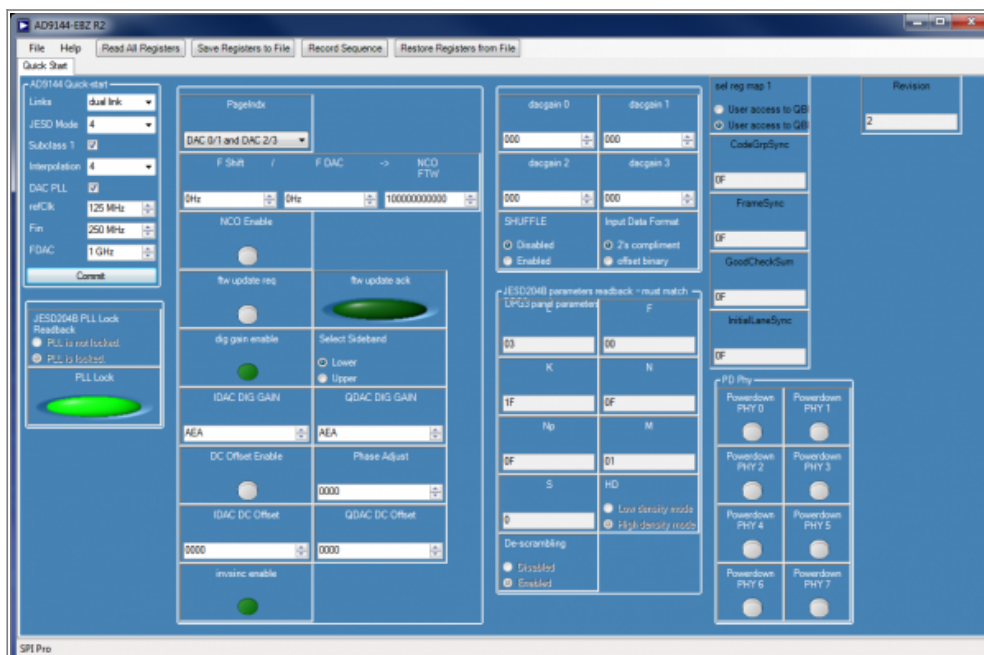 AD9144-EBZ R2
File Help Read All Registers Save Registers to File Record Sequence Restore Registers from File
Quick Start
AD9144 Quick-start
Links dual link
JESD Mode 4
Subclass 1
Interpolation 4
DAC PLL
refClk 125 MHz
Fin 250 MHz
FDAC 1 GHz
Commit
JESD204B PLL Lock
Readback
PLL is not locked.
PLL is locked.
PLL Lock
PageIndx
DAC 0/1 and DAC 2/3
F Shift / F DAC -> NCO
FTW
0Hz 0Hz 100000000000
NCO Enable
ftw update req ftw update ack
dig gain enable Select Sideband
Lower
Upper
IDAC DIG GAIN QDAC DIG GAIN
AEA AEA
DC Offset Enable Phase Adjust
0000
IDAC DC Offset QDAC DC Offset
0000 0000
invsinc enable
dacgain 0 dacgain 1
000 000
dacgain 2 dacgain 3
000 000
SHUFFLE Input Data Format
Disabled 2's compliment
Enabled offset binary
JESD204B parameters readback - must match
DPG3 panel parameters
L F
03 00
K N
1F 0F
Np M
0F 01
S HD
0 Low density mode
High density mode
De-scrambling
Disabled
Enabled
sel reg map 1
User access to QB
User access to QB
CodeGrpSync
0F
FrameSync
0F
GoodCheckSum
0F
InitialLaneSync
0F
PD Phy
Powerdown Powerdown
PHY 0 PHY 1
Powerdown Powerdown
PHY 2 PHY 3
Powerdown Powerdown
PHY 4 PHY 5
Powerdown Powerdown
PHY 6 PHY 7
Revision
2
SPI Pro